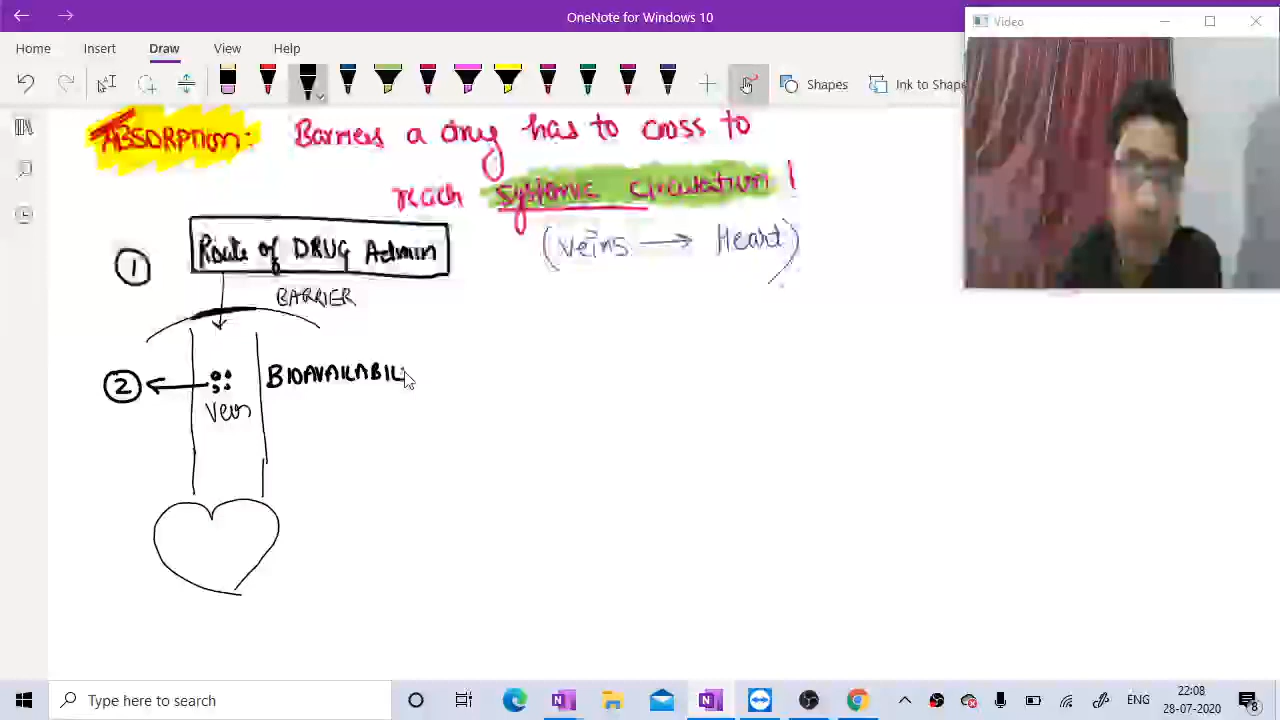 OneNote for Windows 10
Video
Home Insert Draw View Help
Shapes Ink to Shape
ABSORPTION: Barriers a drug has to cross to
reach systemic circulation!
(Veins → Heart)
① Route of DRUG Admin
BARRIER
② BIOAVAILABIL
Vein
Type here to search
ENG
22:08
28-07-2020
8